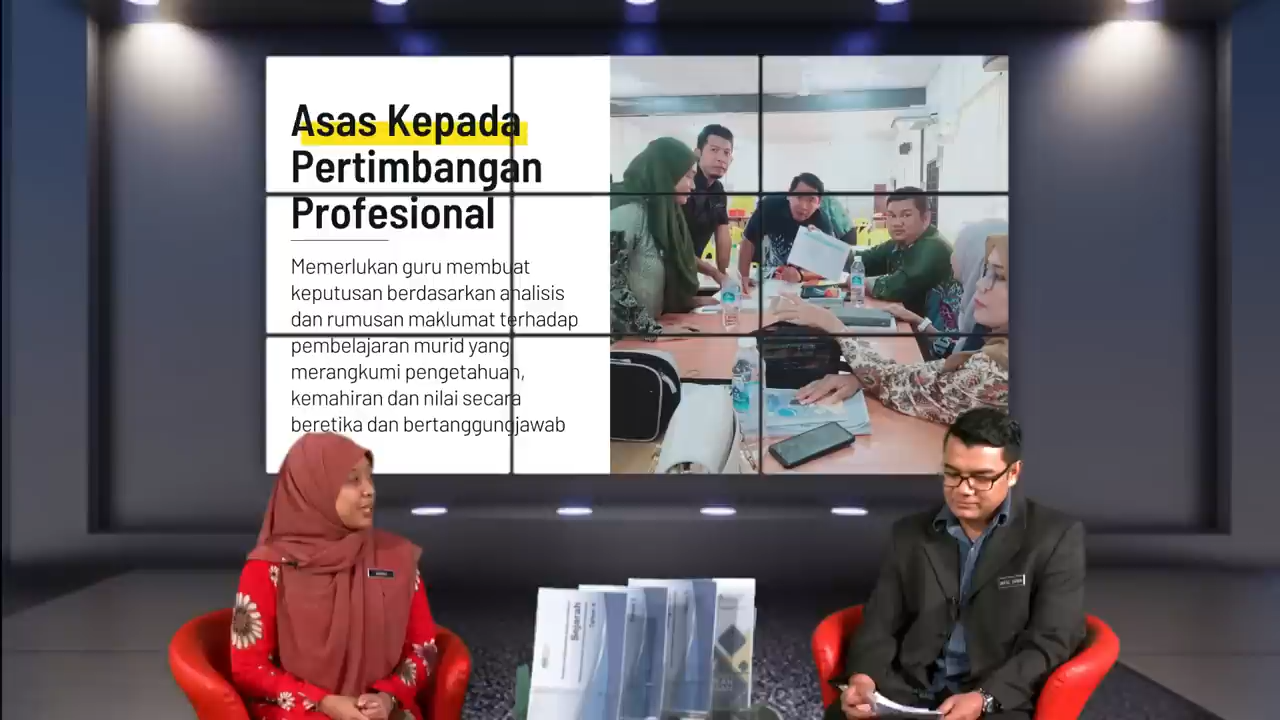 Asas Kepada
Pertimbangan
Profesional
Memerlukan guru membuat
keputusan berdasarkan analisis
dan rumusan maklumat terhadap
pembelajaran murid yang
merangkumi pengetahuan,
kemahiran dan nilai secara
beretika dan bertanggungjawab
Sejarah